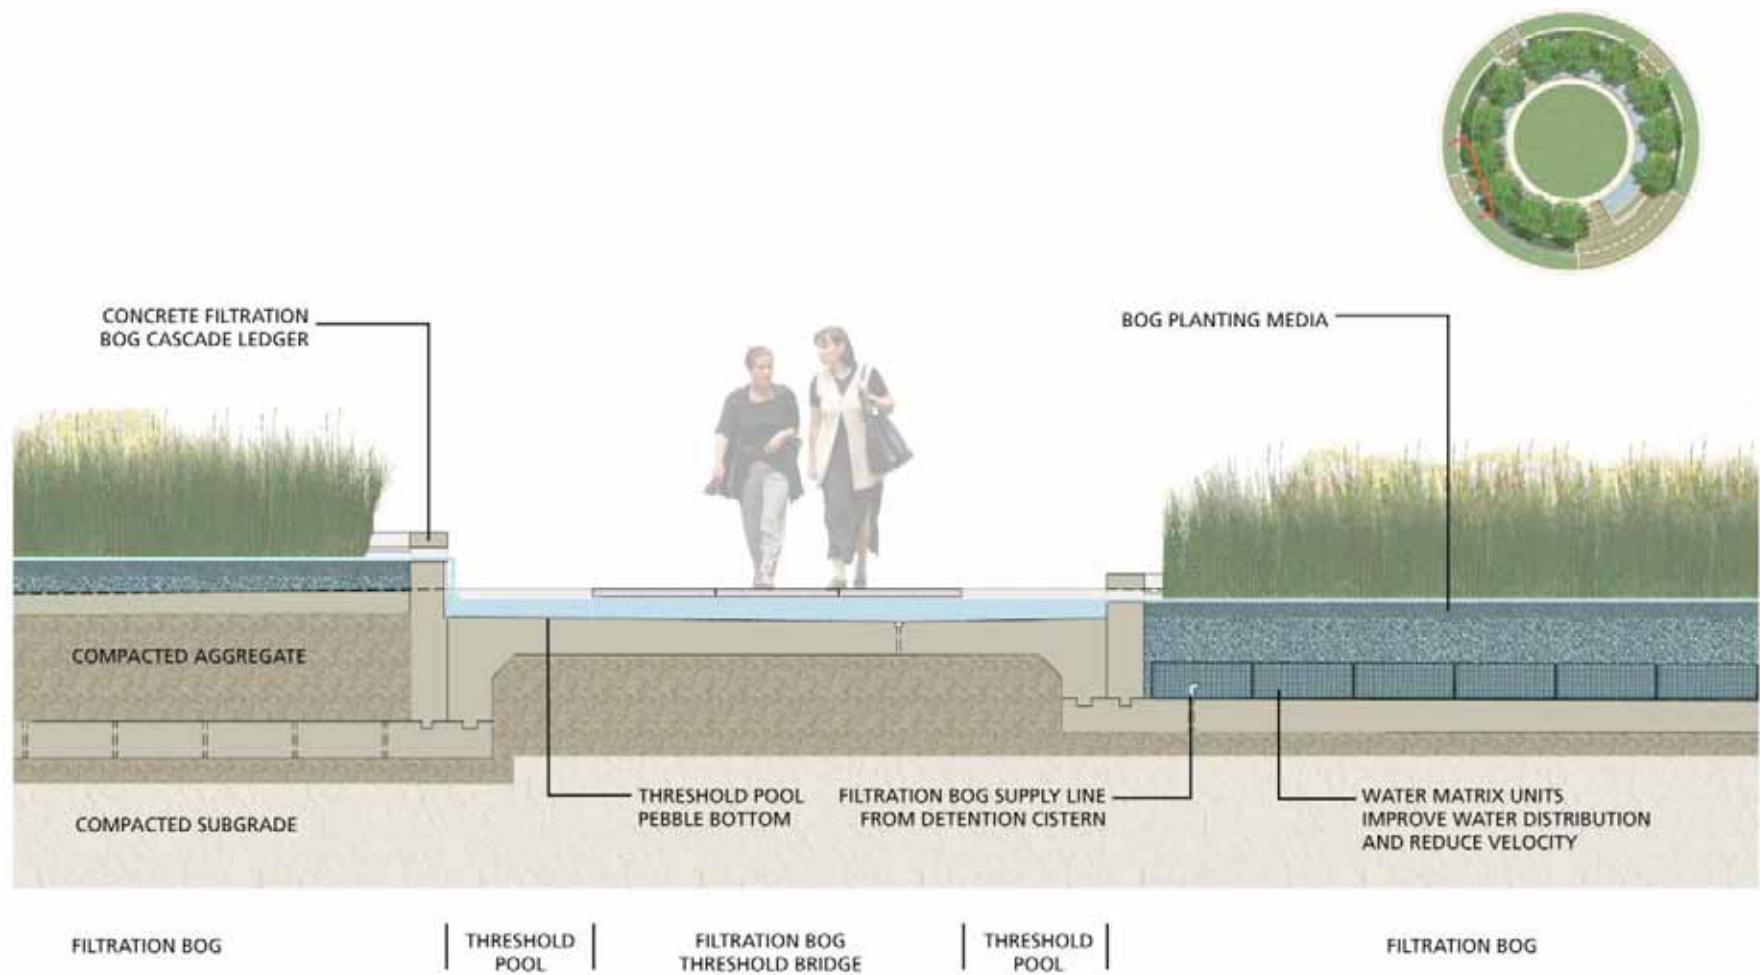 CONCRETE FILTRATION
BOG CASCADE LEDGER
BOG PLANTING MEDIA
COMPACTED AGGREGATE
THRESHOLD POOL
PEBBLE BOTTOM
FILTRATION BOG SUPPLY LINE
FROM DETENTION CISTERN
WATER MATRIX UNITS
IMPROVE WATER DISTRIBUTION
AND REDUCE VELOCITY
COMPACTED SUBGRADE
FILTRATION BOG
THRESHOLD
POOL
FILTRATION BOG
THRESHOLD BRIDGE
THRESHOLD
POOL
FILTRATION BOG